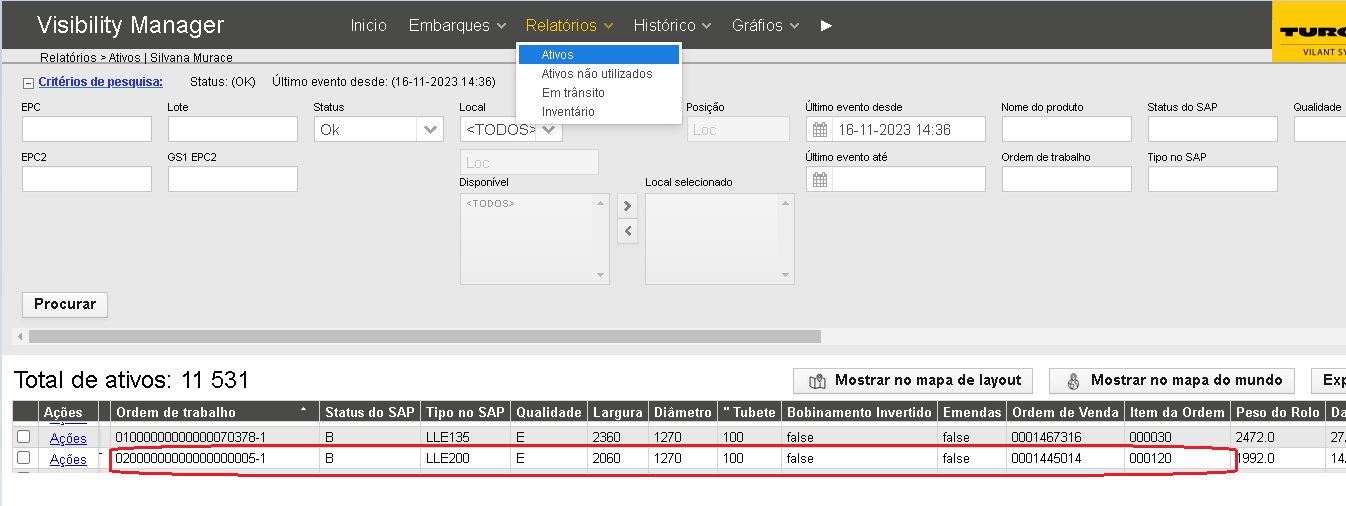 Visibility Manager
Inicio Embarques Relatórios Histórico Gráfios
TURC
VILANT SY
Relatórios > Ativos | Silvana Murace
Ativos
Ativos não utilizados
Em trânsito
Inventário
Critérios de pesquisa: Status: (OK) Último evento desde: (16-11-2023 14:36)
EPC Lote Status Local Posição Último evento desde Nome do produto Status do SAP Qualidade
Ok <TODOS> Loc 16-11-2023 14:36
EPC2 GS1 EPC2 Loc Último evento até Ordem de trabalho Tipo no SAP
Disponível Local selecionado
<TODOS>
Procurar
Total de ativos: 11 531
Mostrar no mapa de layout Mostrar no mapa do mundo Exp
Ações Ordem de trabalho Status do SAP Tipo no SAP Qualidade Largura Diâmetro " Tubete Bobinamento Invertido Emendas Ordem de Venda Item da Ordem Peso do Rolo Da
Ações 01000000000000070378-1 B LLE135 E 2360 1270 100 false false 0001467316 000030 2472.0 27.
Ações 02000000000000000005-1 B LLE200 E 2060 1270 100 false false 0001445014 000120 1992.0 14.